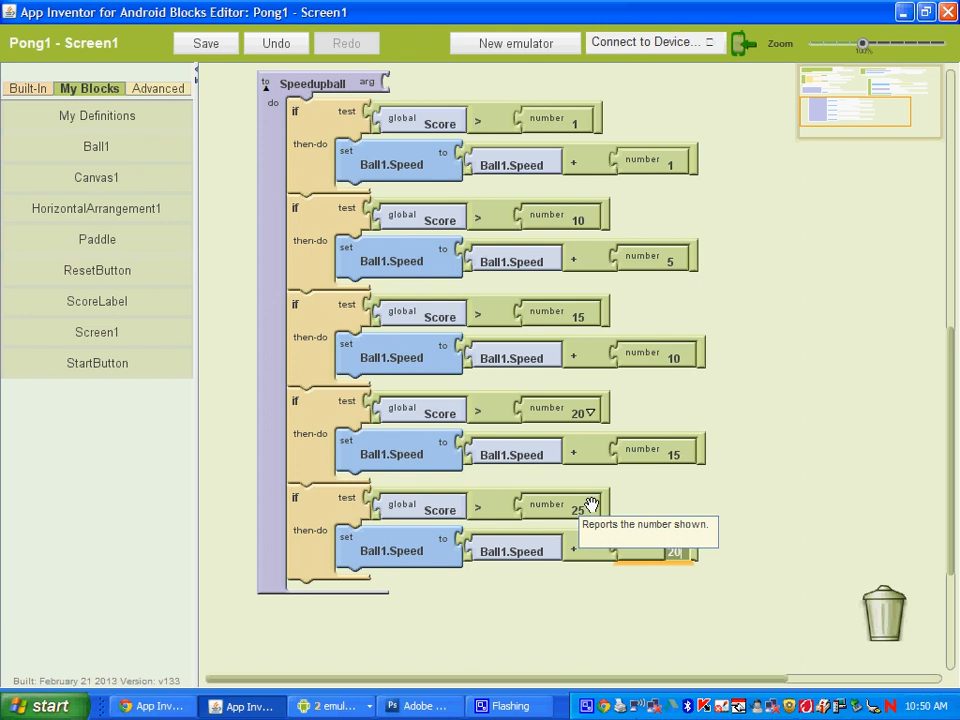 App Inventor for Android Blocks Editor: Pong1 - Screen1
Pong1 - Screen1
Save
Undo
Redo
New emulator
Connect to Device...
Zoom
100%
Built-In
My Blocks
Advanced
My Definitions
Ball1
Canvas1
HorizontalArrangement1
Paddle
ResetButton
ScoreLabel
Screen1
StartButton
to Speedupball arg
do
if test global Score > number 1
then-do set Ball1.Speed to Ball1.Speed + number 1
if test global Score > number 10
then-do set Ball1.Speed to Ball1.Speed + number 5
if test global Score > number 15
then-do set Ball1.Speed to Ball1.Speed + number 10
if test global Score > number 20
then-do set Ball1.Speed to Ball1.Speed + number 15
if test global Score > number 25
Reports the number shown.
then-do set Ball1.Speed to Ball1.Speed + 20
Built: February 21 2013 Version: v133
start
App Inv...
App Inv...
2 emul...
Adobe ...
Flashing
10:50 AM